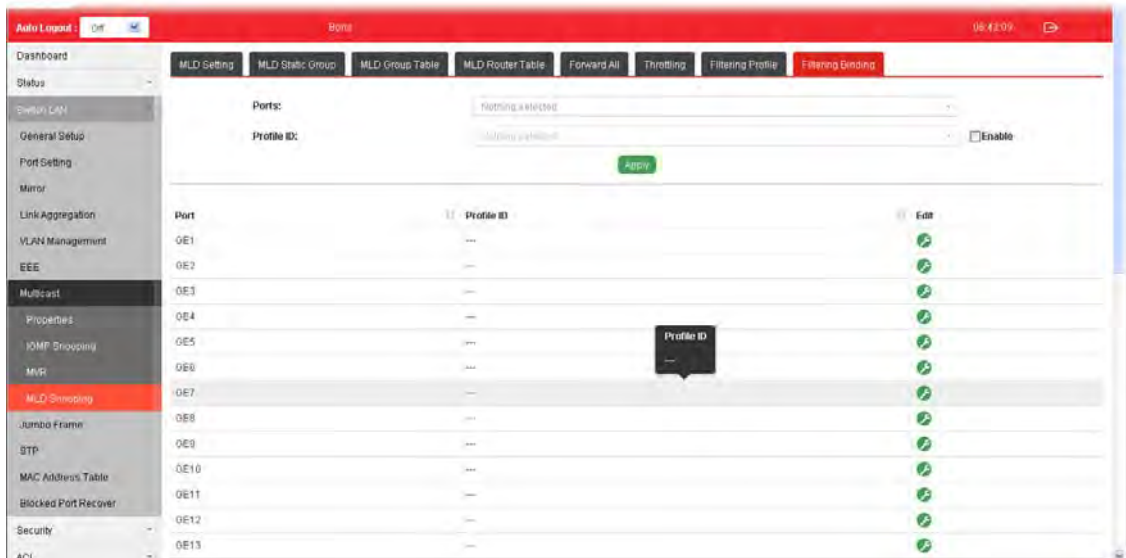 Auto Logout : Off
06:42:09
Dashboard
Status
Switch LAN
General Setup
Port Setting
Mirror
Link Aggregation
VLAN Management
EEE
Multicast
Properties
IGMP Snooping
MVR
MLD Snooping
Jumbo Frame
STP
MAC Address Table
Blocked Port Recover
Security
ACL
MLD Setting
MLD Static Group
MLD Group Table
MLD Router Table
Forward All
Throttling
Filtering Profile
Filtering Binding
Ports: Nothing selected
Profile ID: Nothing selected Enable
Apply
Port Profile ID Edit
GE1 ---
GE2 ---
GE3 ---
GE4 ---
GE5 ---
GE6 ---
GE7 ---
GE8 ---
GE9 ---
GE10 ---
GE11 ---
GE12 ---
GE13 ---
Profile ID
---